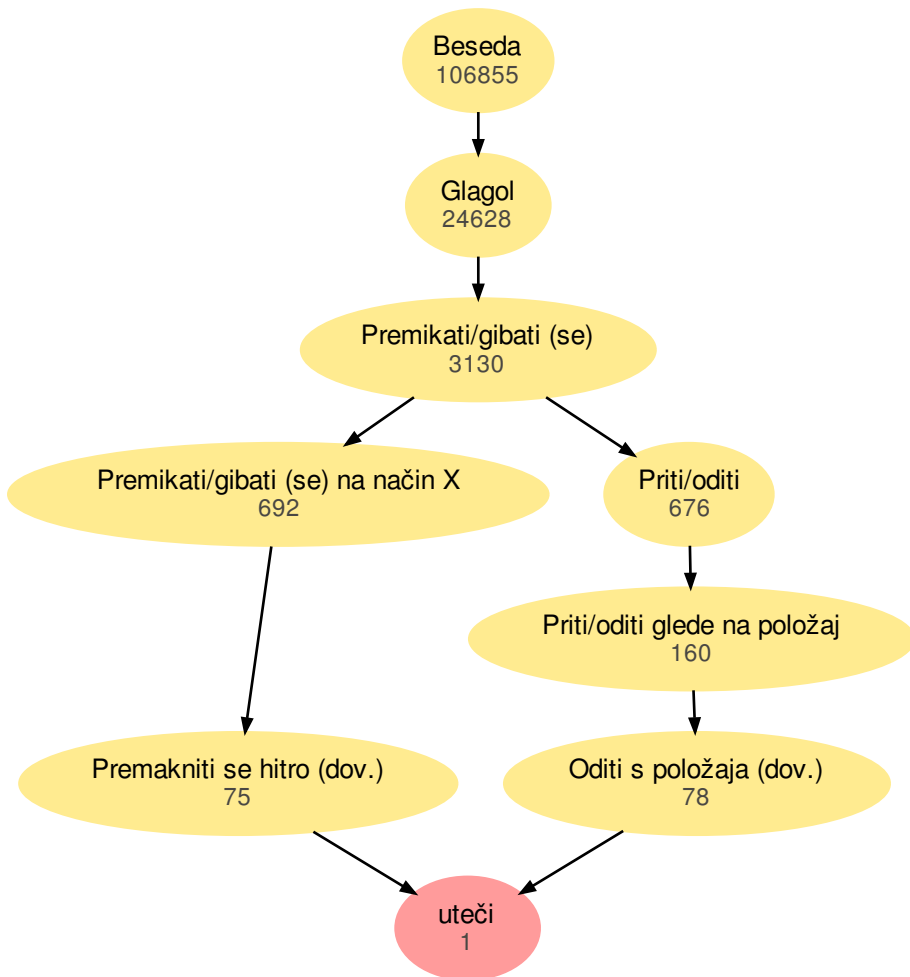 Beseda
106855
Glagol
24628
Premikati/gibati (se)
3130
Premikati/gibati (se) na način X
692
Priti/oditi
676
Priti/oditi glede na položaj
160
Premakniti se hitro (dov.)
75
Oditi s položaja (dov.)
78
uteči
1